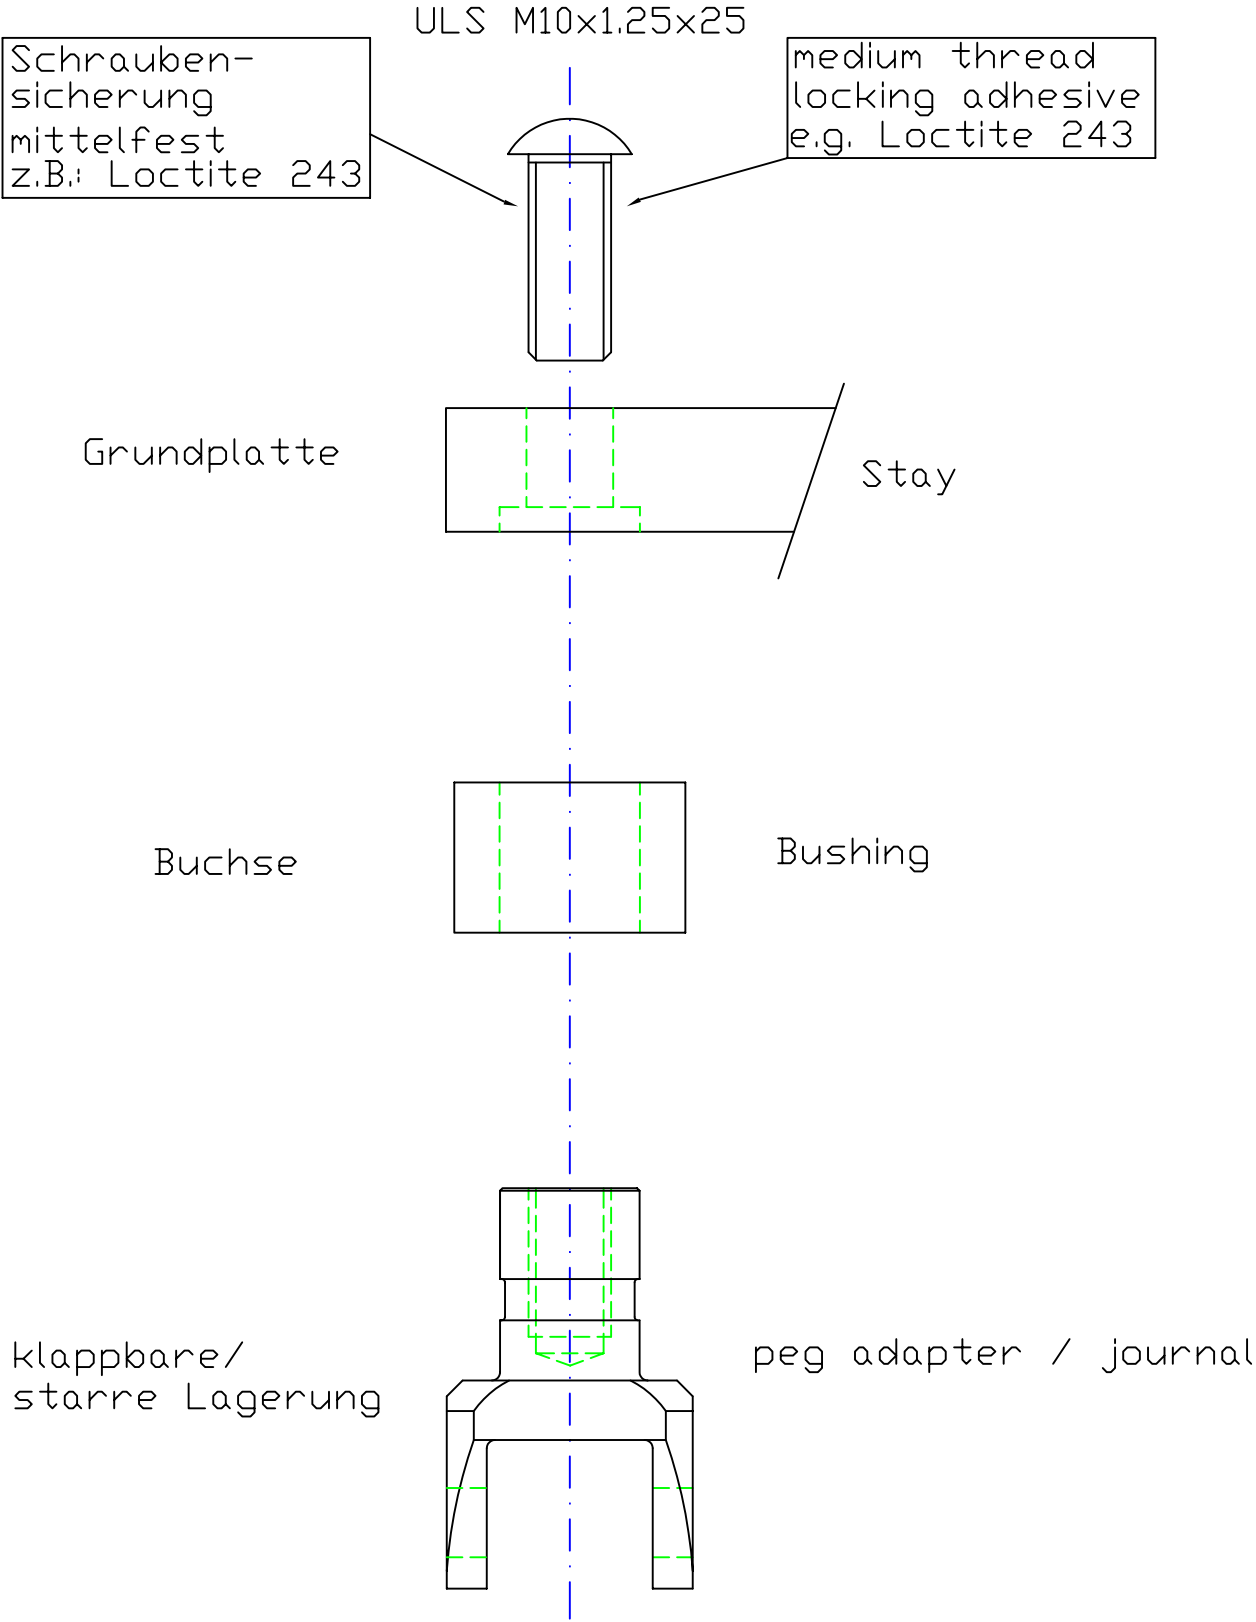 ULS M10x1.25x25
Schrauben-
sicherung
mittelfest
z.B.: Loctite 243
medium thread
locking adhesive
e.g. Loctite 243
Grundplatte
Stay
Buchse
Bushing
klappbare/
starre Lagerung
peg adapter / journal